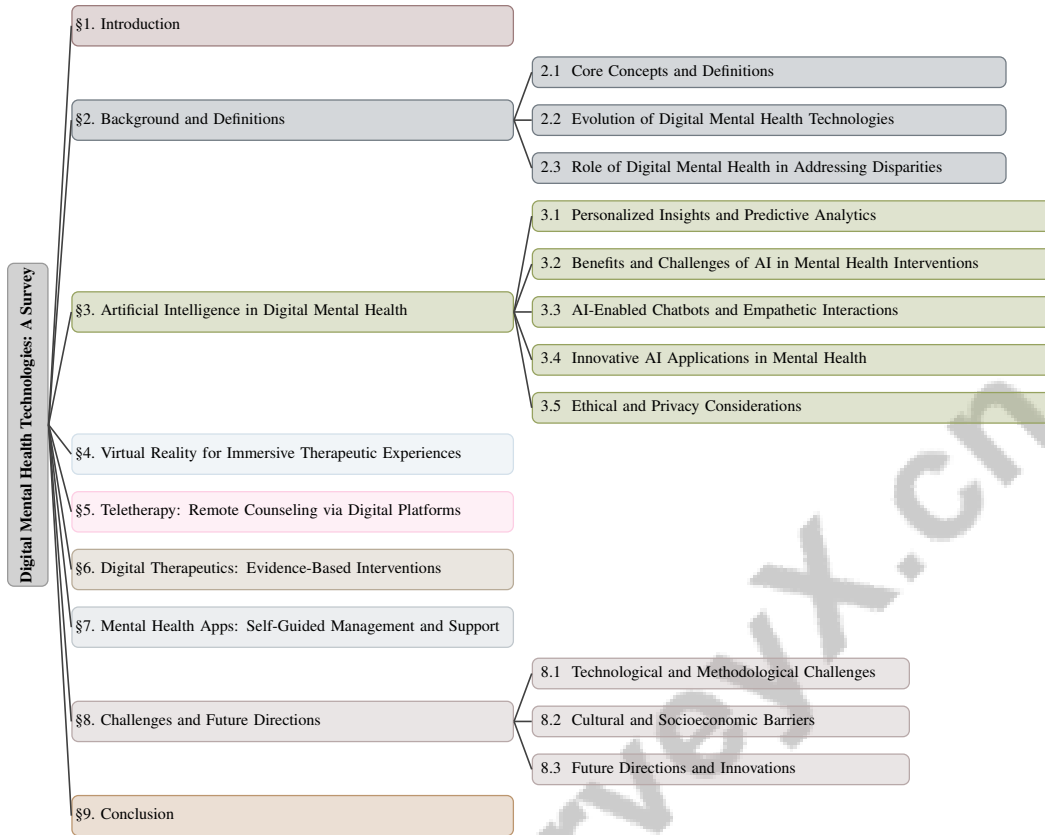 Digital Mental Health Technologies: A Survey
§1. Introduction
§2. Background and Definitions
2.1 Core Concepts and Definitions
2.2 Evolution of Digital Mental Health Technologies
2.3 Role of Digital Mental Health in Addressing Disparities
§3. Artificial Intelligence in Digital Mental Health
3.1 Personalized Insights and Predictive Analytics
3.2 Benefits and Challenges of AI in Mental Health Interventions
3.3 AI-Enabled Chatbots and Empathetic Interactions
3.4 Innovative AI Applications in Mental Health
3.5 Ethical and Privacy Considerations
§4. Virtual Reality for Immersive Therapeutic Experiences
§5. Teletherapy: Remote Counseling via Digital Platforms
§6. Digital Therapeutics: Evidence-Based Interventions
§7. Mental Health Apps: Self-Guided Management and Support
§8. Challenges and Future Directions
8.1 Technological and Methodological Challenges
8.2 Cultural and Socioeconomic Barriers
8.3 Future Directions and Innovations
§9. Conclusion
rveyx.cn